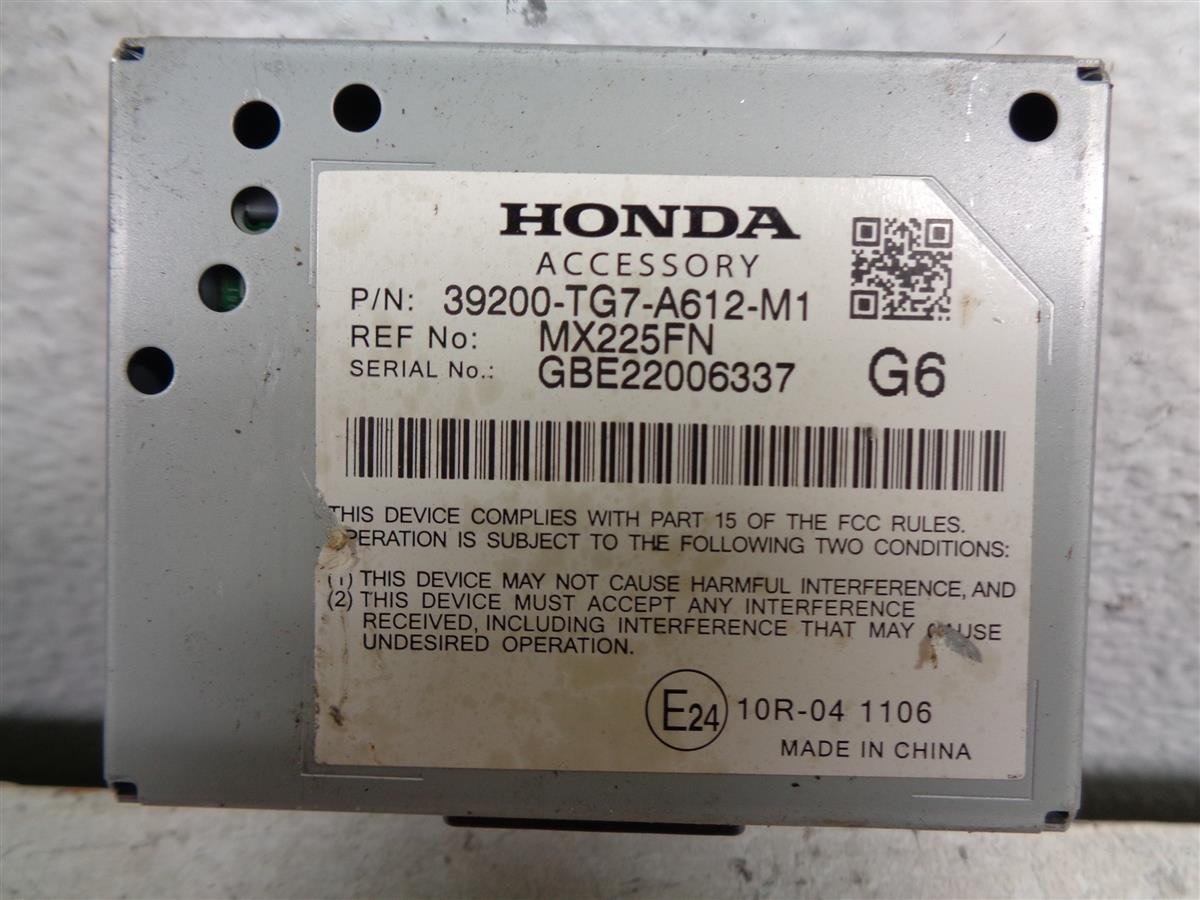 HONDA
ACCESSORY
P/N: 39200-TG7-A612-M1
REF No: MX225FN
SERIAL No.: GBE22006337 G6
THIS DEVICE COMPLIES WITH PART 15 OF THE FCC RULES.
OPERATION IS SUBJECT TO THE FOLLOWING TWO CONDITIONS:
(1) THIS DEVICE MAY NOT CAUSE HARMFUL INTERFERENCE, AND
(2) THIS DEVICE MUST ACCEPT ANY INTERFERENCE
RECEIVED, INCLUDING INTERFERENCE THAT MAY CAUSE
UNDESIRED OPERATION.
E24 10R-04 1106
MADE IN CHINA